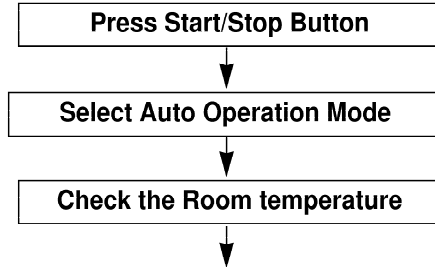 Press Start/Stop Button
Select Auto Operation Mode
Check the Room temperature